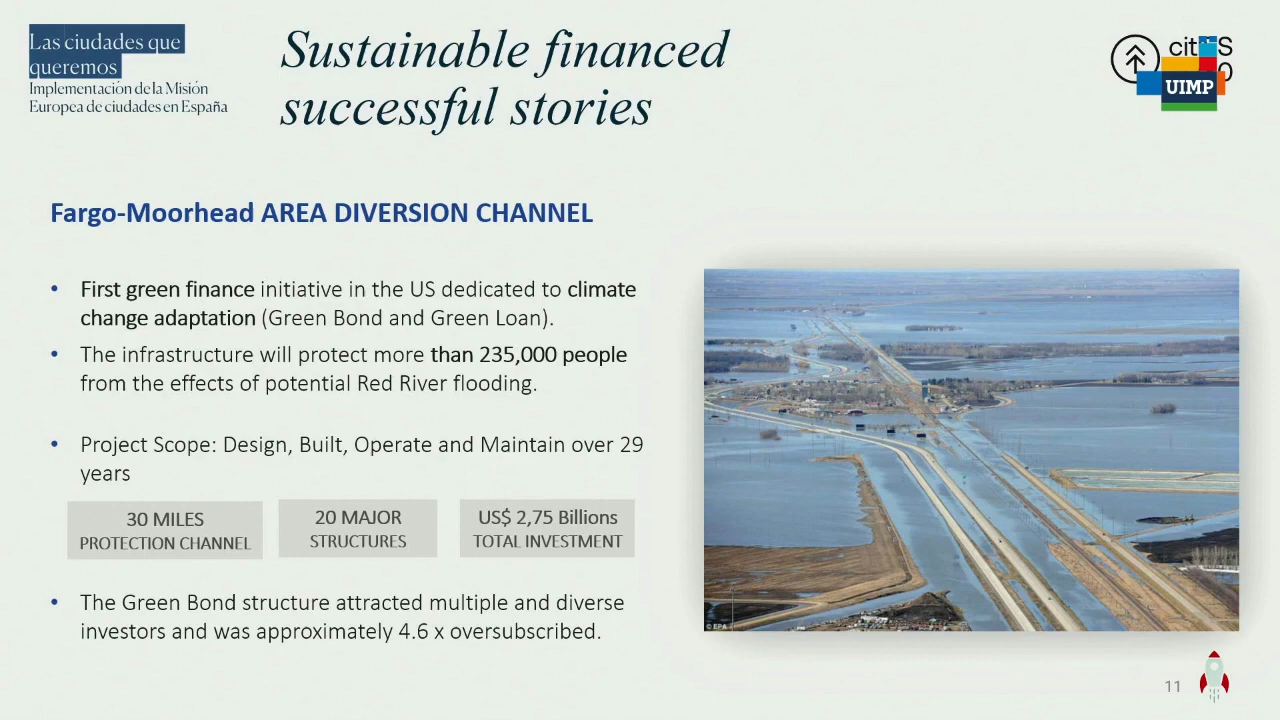 Las ciudades que
queremos
Implementación de la Misión
Europea de ciudades en España
Sustainable financed
successful stories
UIMP
Fargo-Moorhead AREA DIVERSION CHANNEL
• First green finance initiative in the US dedicated to climate
change adaptation (Green Bond and Green Loan).
• The infrastructure will protect more than 235,000 people
from the effects of potential Red River flooding.
• Project Scope: Design, Built, Operate and Maintain over 29
years
30 MILES
PROTECTION CHANNEL
20 MAJOR
STRUCTURES
US$ 2,75 Billions
TOTAL INVESTMENT
• The Green Bond structure attracted multiple and diverse
investors and was approximately 4.6 x oversubscribed.
© EPA
11